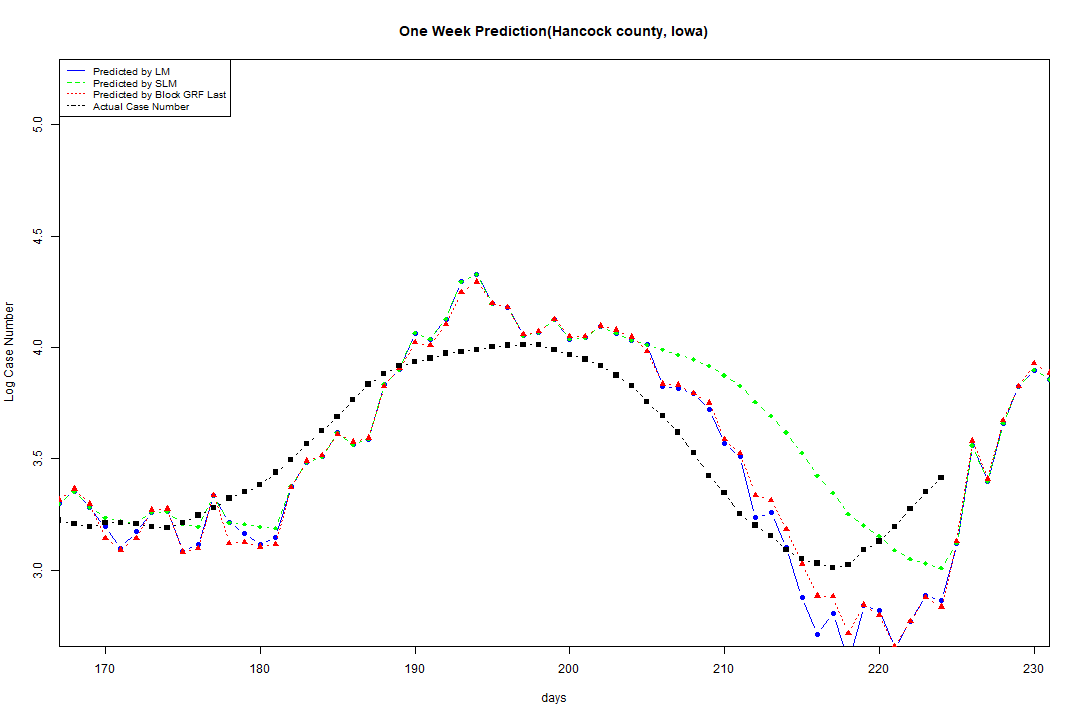 One Week Prediction(Hancock county, Iowa)
Predicted by LM
Predicted by SLM
Predicted by Block GRF Last
Actual Case Number
Log Case Number
5.0
4.5
4.0
3.5
3.0
170 180 190 200 210 220 230
days